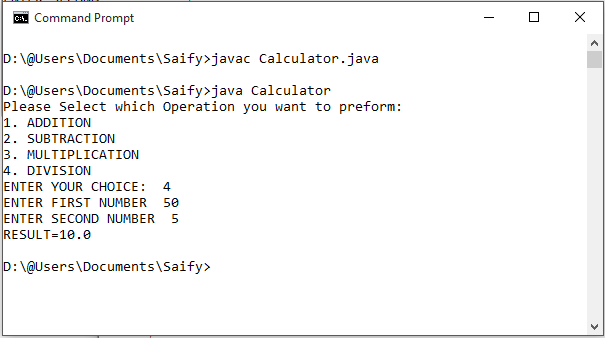 Command Prompt
D:\@Users\Documents\Saify>javac Calculator.java
D:\@Users\Documents\Saify>java Calculator
Please Select which Operation you want to preform:
1. ADDITION
2. SUBTRACTION
3. MULTIPLICATION
4. DIVISION
ENTER YOUR CHOICE:  4
ENTER FIRST NUMBER  50
ENTER SECOND NUMBER  5
RESULT=10.0
D:\@Users\Documents\Saify>